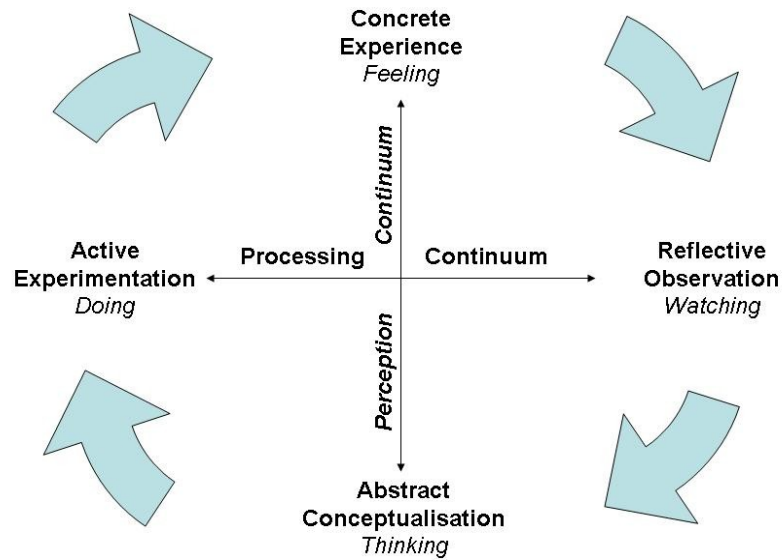 Concrete
Experience
Feeling
Continuum
Active
Experimentation
Doing
Processing
Continuum
Reflective
Observation
Watching
Perception
Abstract
Conceptualisation
Thinking